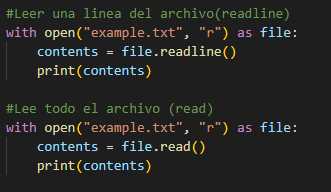 #Leer una linea del archivo(readline)
with open("example.txt", "r") as file:
    contents = file.readline()
    print(contents)

#Lee todo el archivo (read)
with open("example.txt", "r") as file:
    contents = file.read()
    print(contents)